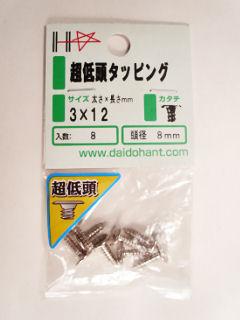 超低頭タッピング
サイズ 太さ×長さmm
3×12
カタチ
入数: 8
頭径 8mm
www.daidohant.com
超低頭